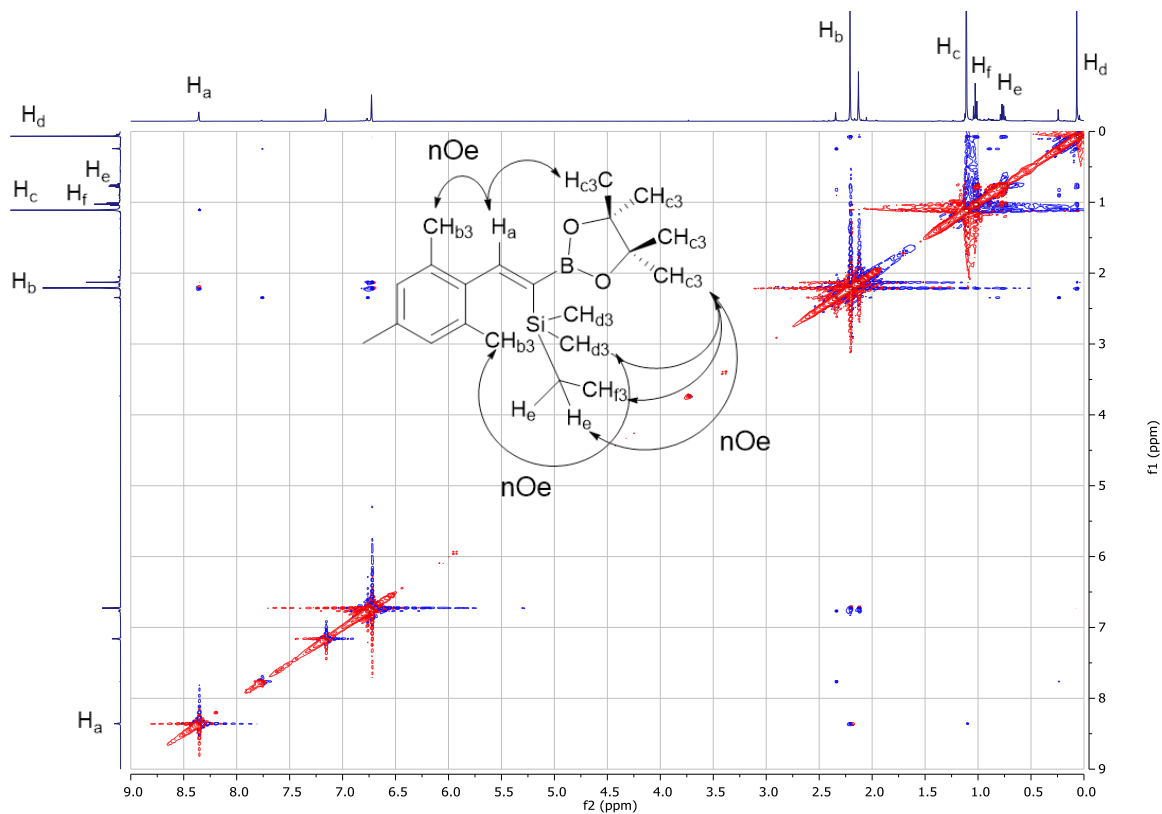 Hb
Hc
Hf
He
Hd
Ha
Hd
He
Hc
Hf
Hb
Ha
nOe
Hc3C
CHc3
CHb3
Ha
O
CHc3
B
O
CHc3
Si
CHd3
CHb3
CHd3
CHf3
He
He
nOe
nOe
0
1
2
3
4
5
6
7
8
9
f1 (ppm)
9.0 8.5 8.0 7.5 7.0 6.5 6.0 5.5 5.0 4.5 4.0 3.5 3.0 2.5 2.0 1.5 1.0 0.5 0.0
f2 (ppm)